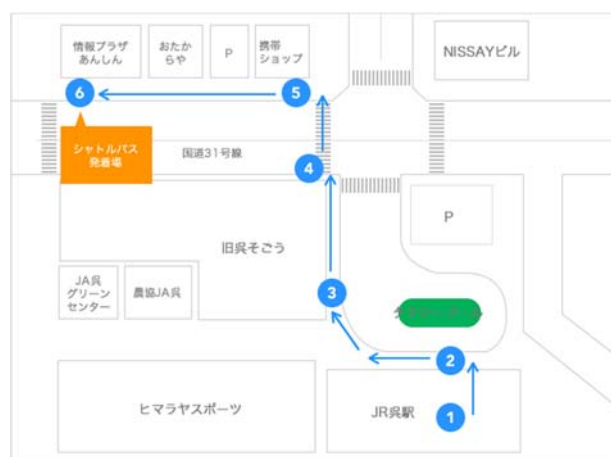 情報プラザ
あんしん
おたから
や
P
携帯
ショップ
NISSAYビル
6
5
シャトルバス
発着場
国道31号線
4
P
旧呉そごう
JA呉
グリーン
センター
農協JA呉
3
2
ヒマラヤスポーツ
JR呉駅
1